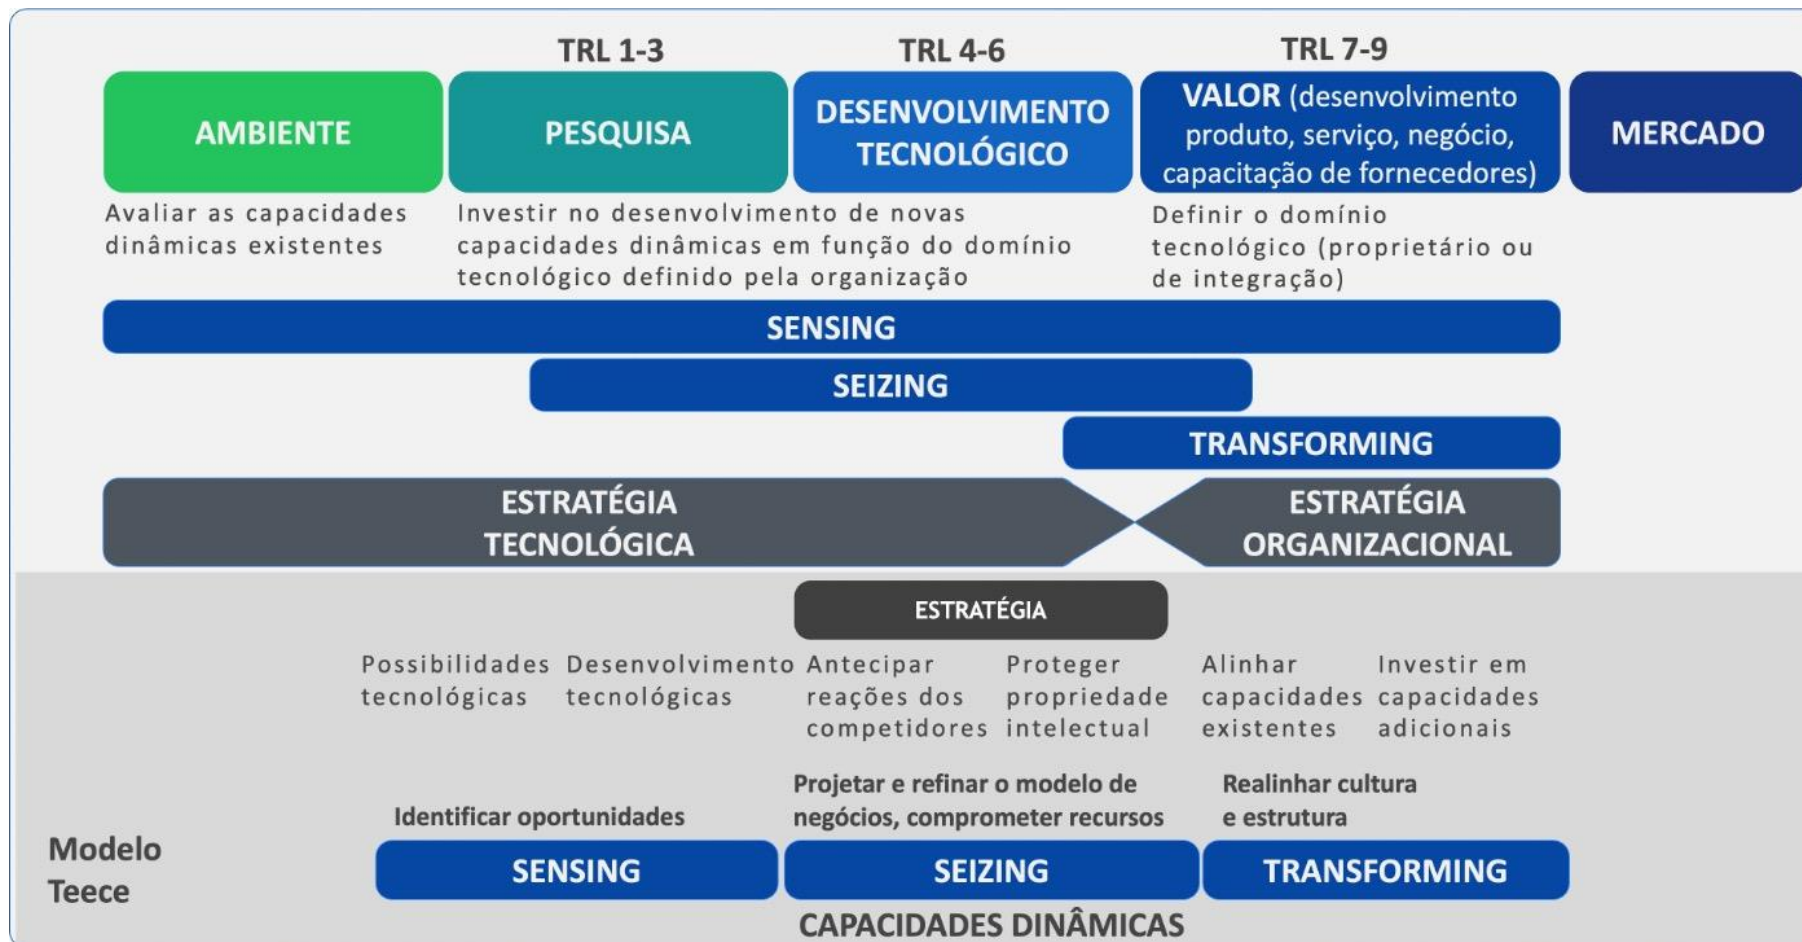 TRL 1-3
TRL 4-6
TRL 7-9
AMBIENTE
PESQUISA
DESENVOLVIMENTO
TECNOLÓGICO
VALOR (desenvolvimento
produto, serviço, negócio,
capacitação de fornecedores)
MERCADO
Avaliar as capacidades
dinâmicas existentes
Investir no desenvolvimento de novas
capacidades dinâmicas em função do domínio
tecnológico definido pela organização
Definir o domínio
tecnológico (proprietário ou
de integração)
SENSING
SEIZING
TRANSFORMING
ESTRATÉGIA
TECNOLÓGICA
ESTRATÉGIA
ORGANIZACIONAL
ESTRATÉGIA
Possibilidades
tecnológicas
Desenvolvimento
tecnológicas
Antecipar
reações dos
competidores
Proteger
propriedade
intelectual
Alinhar
capacidades
existentes
Investir em
capacidades
adicionais
Identificar oportunidades
Projetar e refinar o modelo de
negócios, comprometer recursos
Realinhar cultura
e estrutura
Modelo
Teece
SENSING
SEIZING
TRANSFORMING
CAPACIDADES DINÂMICAS